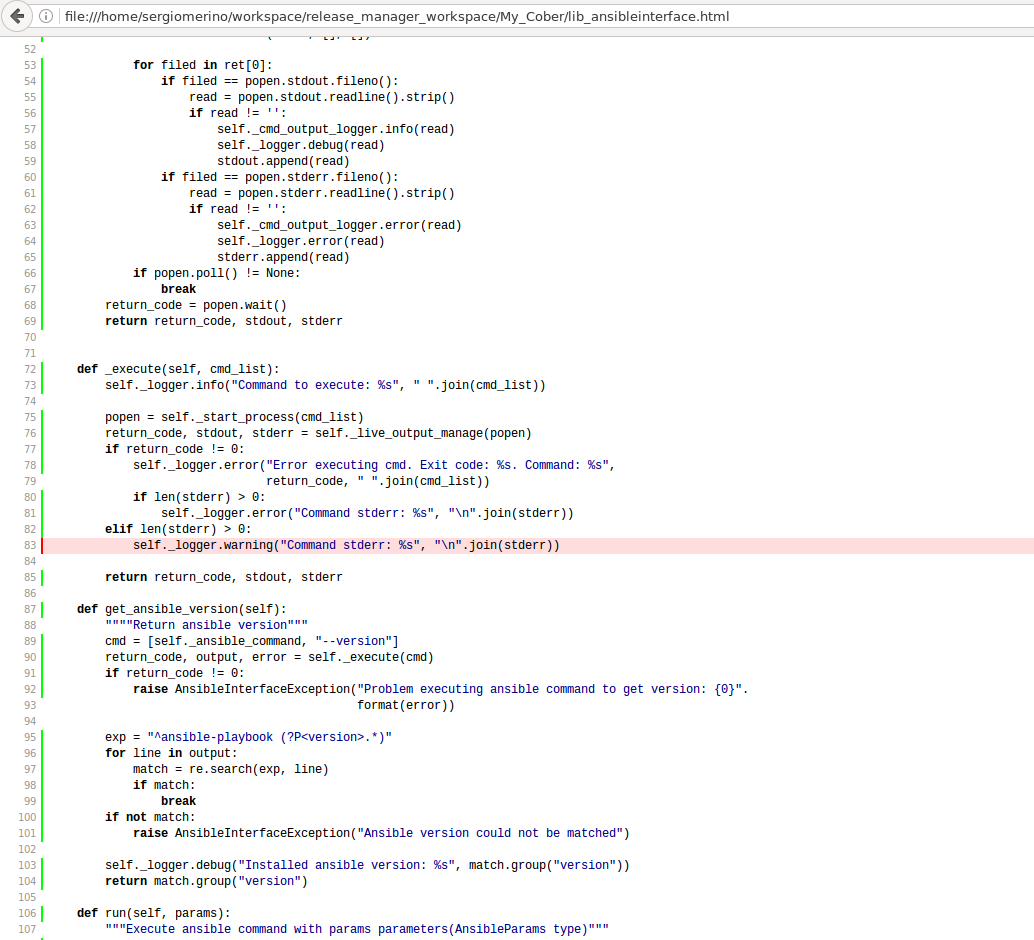 file:///home/sergiomerino/workspace/release_manager_workspace/My_Cober/lib_ansibleinterface.html
52
53 for filed in ret[0]:
54 if filed == popen.stdout.fileno():
55 read = popen.stdout.readline().strip()
56 if read != '':
57 self._cmd_output_logger.info(read)
58 self._logger.debug(read)
59 stdout.append(read)
60 if filed == popen.stderr.fileno():
61 read = popen.stderr.readline().strip()
62 if read != '':
63 self._cmd_output_logger.error(read)
64 self._logger.error(read)
65 stderr.append(read)
66 if popen.poll() != None:
67 break
68 return_code = popen.wait()
69 return return_code, stdout, stderr
70
71
72 def _execute(self, cmd_list):
73 self._logger.info("Command to execute: %s", " ".join(cmd_list))
74
75 popen = self._start_process(cmd_list)
76 return_code, stdout, stderr = self._live_output_manage(popen)
77 if return_code != 0:
78 self._logger.error("Error executing cmd. Exit code: %s. Command: %s",
79 return_code, " ".join(cmd_list))
80 if len(stderr) > 0:
81 self._logger.error("Command stderr: %s", "\n".join(stderr))
82 elif len(stderr) > 0:
83 self._logger.warning("Command stderr: %s", "\n".join(stderr))
84
85 return return_code, stdout, stderr
86
87 def get_ansible_version(self):
88 """"Return ansible version"""
89 cmd = [self._ansible_command, "--version"]
90 return_code, output, error = self._execute(cmd)
91 if return_code != 0:
92 raise AnsibleInterfaceException("Problem executing ansible command to get version: {0}".
93 format(error))
94
95 exp = "^ansible-playbook (?P<version>.*)"
96 for line in output:
97 match = re.search(exp, line)
98 if match:
99 break
100 if not match:
101 raise AnsibleInterfaceException("Ansible version could not be matched")
102
103 self._logger.debug("Installed ansible version: %s", match.group("version"))
104 return match.group("version")
105
106 def run(self, params):
107 """Execute ansible command with params parameters(AnsibleParams type)"""